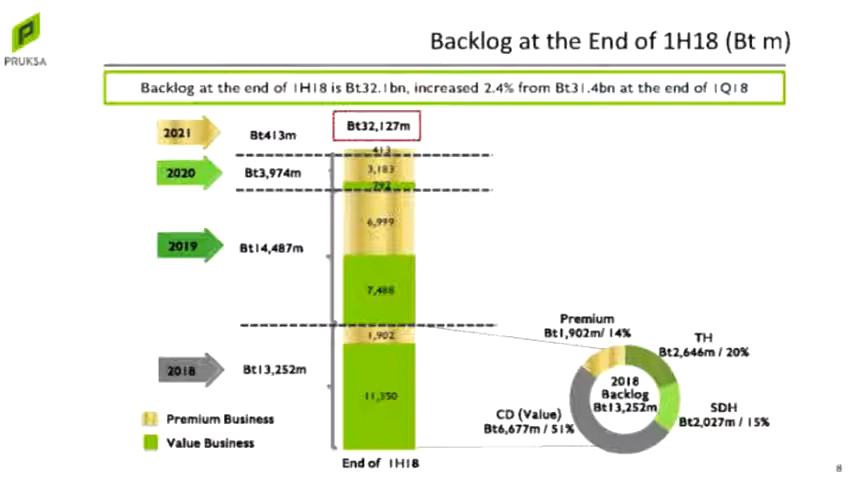 PRUKSA
Backlog at the End of 1H18 (Bt m)
Backlog at the end of 1H18 is Bt32.1bn, increased 2.4% from Bt31.4bn at the end of 1Q18
2021
Bt413m
Bt32,127m
413
2020
Bt3,974m
3,183
792
2019
Bt14,487m
6,999
7,488
2018
Bt13,252m
1,902
11,350
End of 1H18
Premium Business
Value Business
Premium
Bt1,902m/ 14%
TH
Bt2,646m / 20%
SDH
Bt2,027m / 15%
CD (Value)
Bt6,677m / 51%
2018
Backlog
Bt13,252m
8